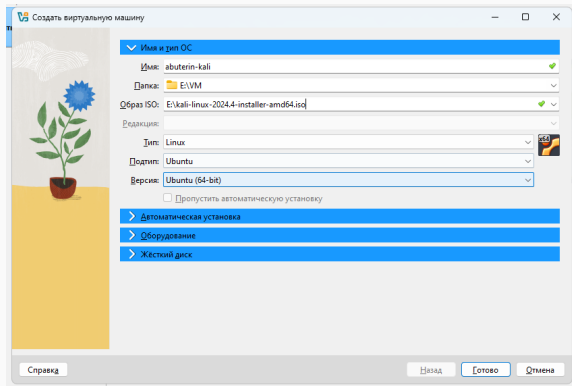 Создать виртуальную машину
Имя и тип ОС
Имя: abuterin-kali
Папка: E:\VM
Образ ISO: E:\kali-linux-2024.4-installer-amd64.iso
Редакция:
Тип: Linux
x64
Подтип: Ubuntu
Версия: Ubuntu (64-bit)
Пропустить автоматическую установку
Автоматическая установка
Оборудование
Жёсткий диск
Справка Назад Готово Отмена